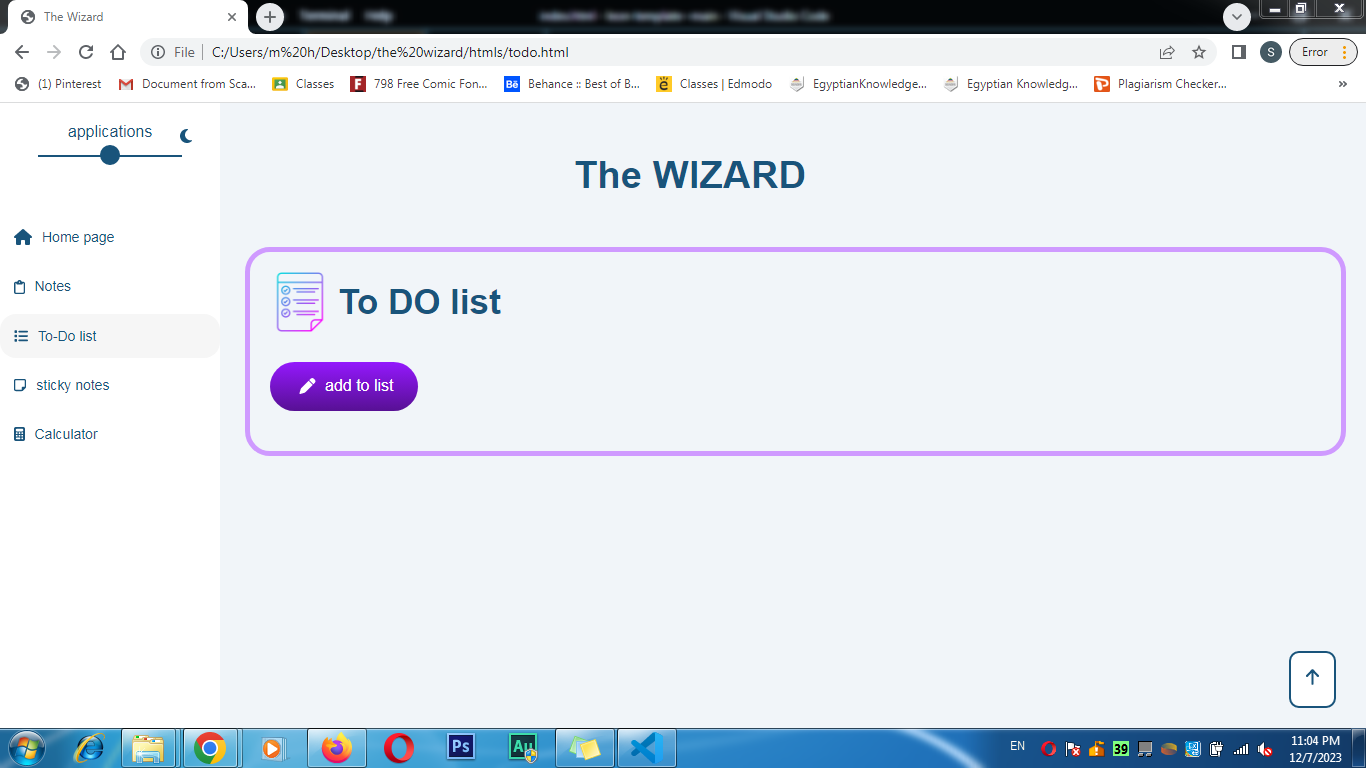 Terminal Help
index.html - leon-template--main - Visual Studio Code
The Wizard
File C:/Users/m%20h/Desktop/the%20wizard/htmls/todo.html
S
Error
(1) Pinterest
Document from Sca...
Classes
798 Free Comic Fon...
Behance :: Best of B...
Classes | Edmodo
EgyptianKnowledge...
Egyptian Knowledg...
Plagiarism Checker...
applications
Home page
Notes
To-Do list
sticky notes
Calculator
The WIZARD
To DO list
add to list
Ps
Au
EN
39
11:04 PM
12/7/2023